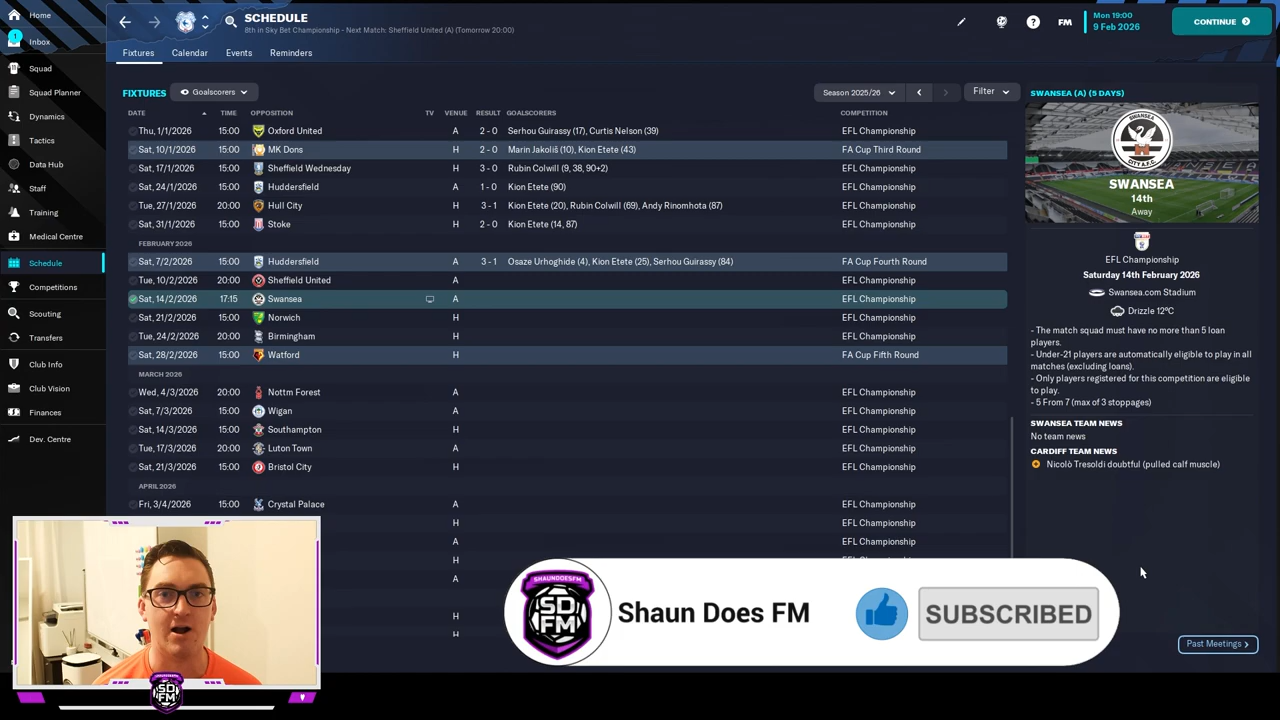 Home
1
Inbox
Squad
Squad Planner
Dynamics
Tactics
Data Hub
Staff
Training
Medical Centre
Schedule
Competitions
Scouting
Transfers
Club Info
Club Vision
Finances
Dev. Centre
SCHEDULE
8th in Sky Bet Championship - Next Match: Sheffield United (A) (Tomorrow 20:00)
FM
Mon 19:00
9 Feb 2026
CONTINUE
Fixtures Calendar Events Reminders
FIXTURES Goalscorers Season 2025/26 Filter
DATE TIME OPPOSITION TV VENUE RESULT GOALSCORERS COMPETITION
Thu, 1/1/2026 15:00 Oxford United A 2 - 0 Serhou Guirassy (17), Curtis Nelson (39) EFL Championship
Sat, 10/1/2026 15:00 MK Dons H 2 - 0 Marin Jakoliš (10), Kion Etete (43) FA Cup Third Round
Sat, 17/1/2026 15:00 Sheffield Wednesday H 3 - 0 Rubin Colwill (9, 38, 90+2) EFL Championship
Sat, 24/1/2026 15:00 Huddersfield A 1 - 0 Kion Etete (90) EFL Championship
Tue, 27/1/2026 20:00 Hull City H 3 - 1 Kion Etete (20), Rubin Colwill (69), Andy Rinomhota (87) EFL Championship
Sat, 31/1/2026 15:00 Stoke H 2 - 0 Kion Etete (14, 87) EFL Championship
FEBRUARY 2026
Sat, 7/2/2026 15:00 Huddersfield A 3 - 1 Osaze Urhoghide (4), Kion Etete (25), Serhou Guirassy (84) FA Cup Fourth Round
Tue, 10/2/2026 20:00 Sheffield United A EFL Championship
Sat, 14/2/2026 17:15 Swansea A EFL Championship
Sat, 21/2/2026 15:00 Norwich H EFL Championship
Tue, 24/2/2026 20:00 Birmingham H EFL Championship
Sat, 28/2/2026 15:00 Watford H FA Cup Fifth Round
MARCH 2026
Wed, 4/3/2026 20:00 Nottm Forest A EFL Championship
Sat, 7/3/2026 15:00 Wigan A EFL Championship
Sat, 14/3/2026 15:00 Southampton H EFL Championship
Tue, 17/3/2026 20:00 Luton Town A EFL Championship
Sat, 21/3/2026 15:00 Bristol City H EFL Championship
APRIL 2026
Fri, 3/4/2026 15:00 Crystal Palace A EFL Championship
H EFL Championship
A EFL Championship
H EFL Championship
A
H
H
SWANSEA (A) (5 DAYS)
SWANSEA
CITY A.F.C.
SWANSEA
14th
Away
EFL Championship
Saturday 14th February 2026
Swansea.com Stadium
Drizzle 12°C
- The match squad must have no more than 5 loan
players.
- Under-21 players are automatically eligible to play in all
matches (excluding loans).
- Only players registered for this competition are eligible
to play.
- 5 From 7 (max of 3 stoppages)
SWANSEA TEAM NEWS
No team news
CARDIFF TEAM NEWS
Nicolò Tresoldi doubtful (pulled calf muscle)
Past Meetings
SHAUNDOESFM
SD
FM
Shaun Does FM
SUBSCRIBED
SD
FM